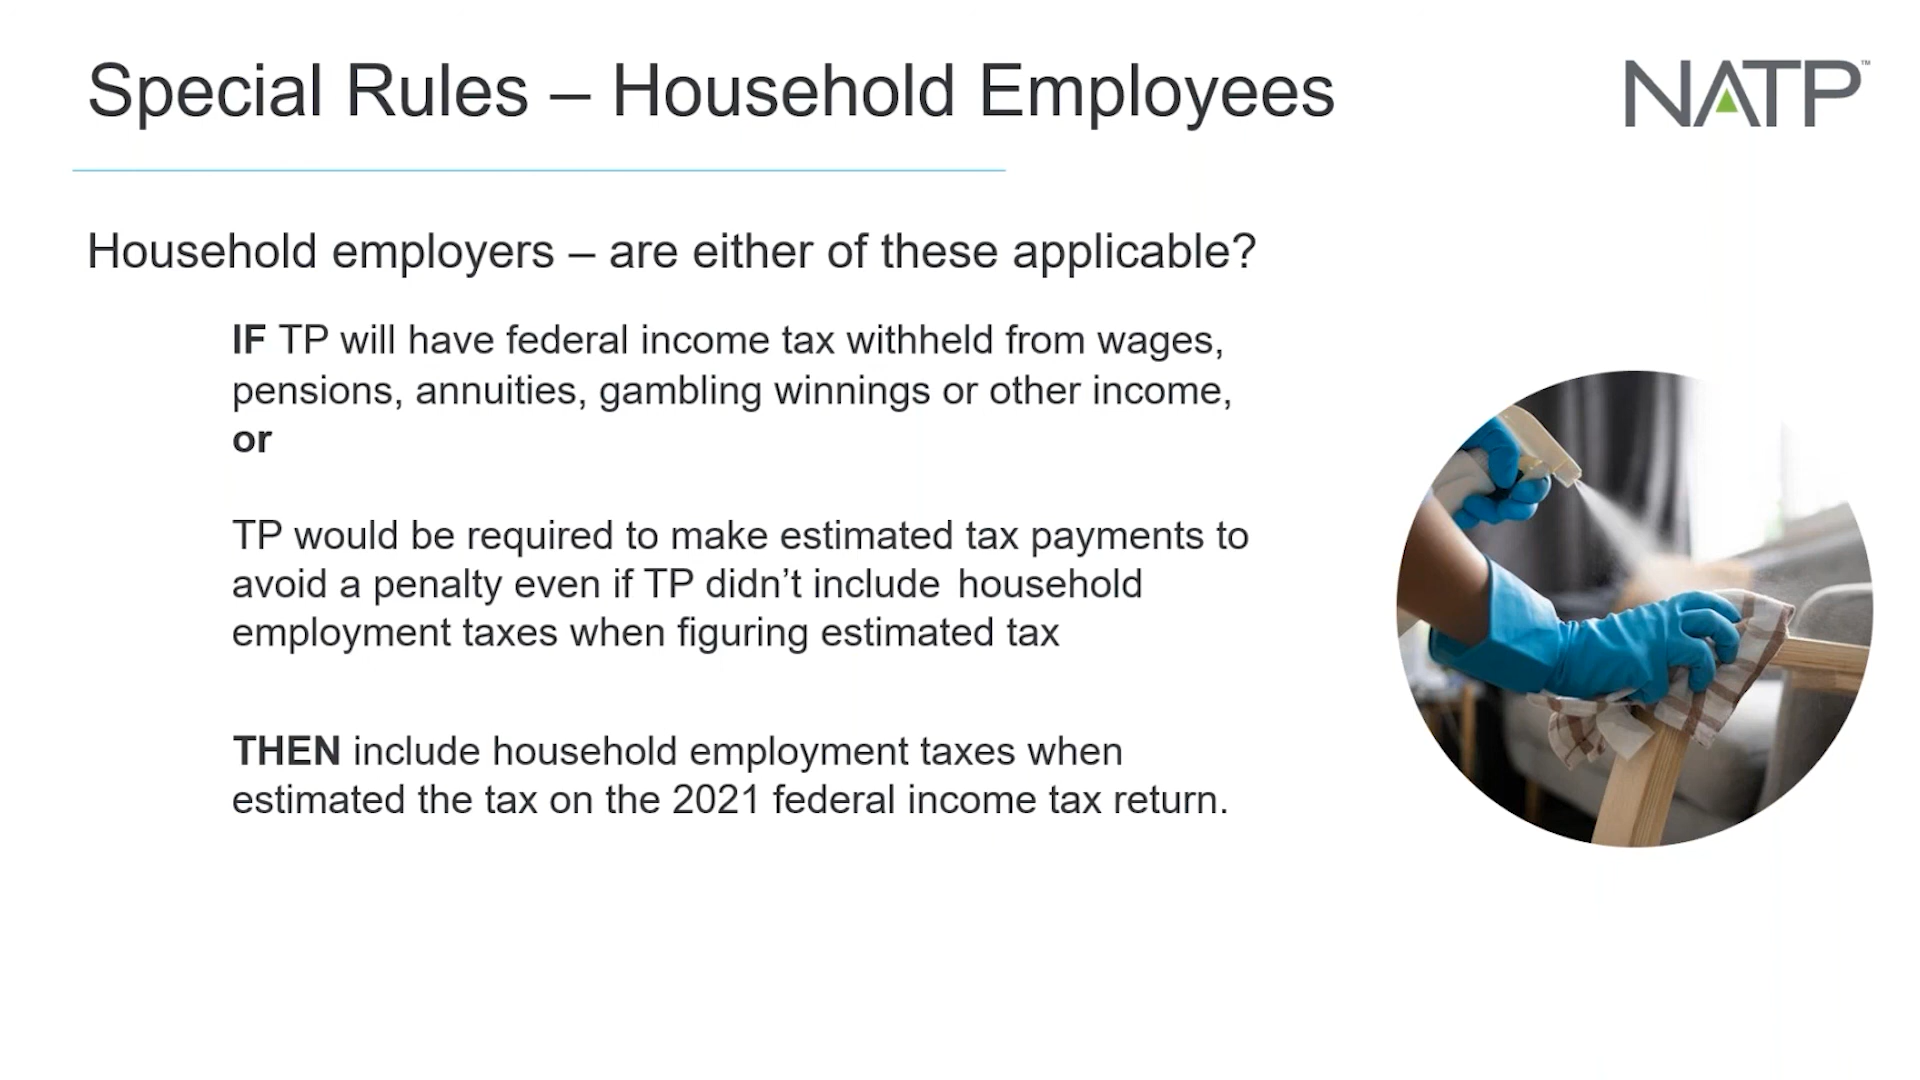 Special Rules – Household Employees
NATP™
Household employers – are either of these applicable?
IF TP will have federal income tax withheld from wages,
pensions, annuities, gambling winnings or other income,
or
TP would be required to make estimated tax payments to
avoid a penalty even if TP didn’t include household
employment taxes when figuring estimated tax
THEN include household employment taxes when
estimated the tax on the 2021 federal income tax return.